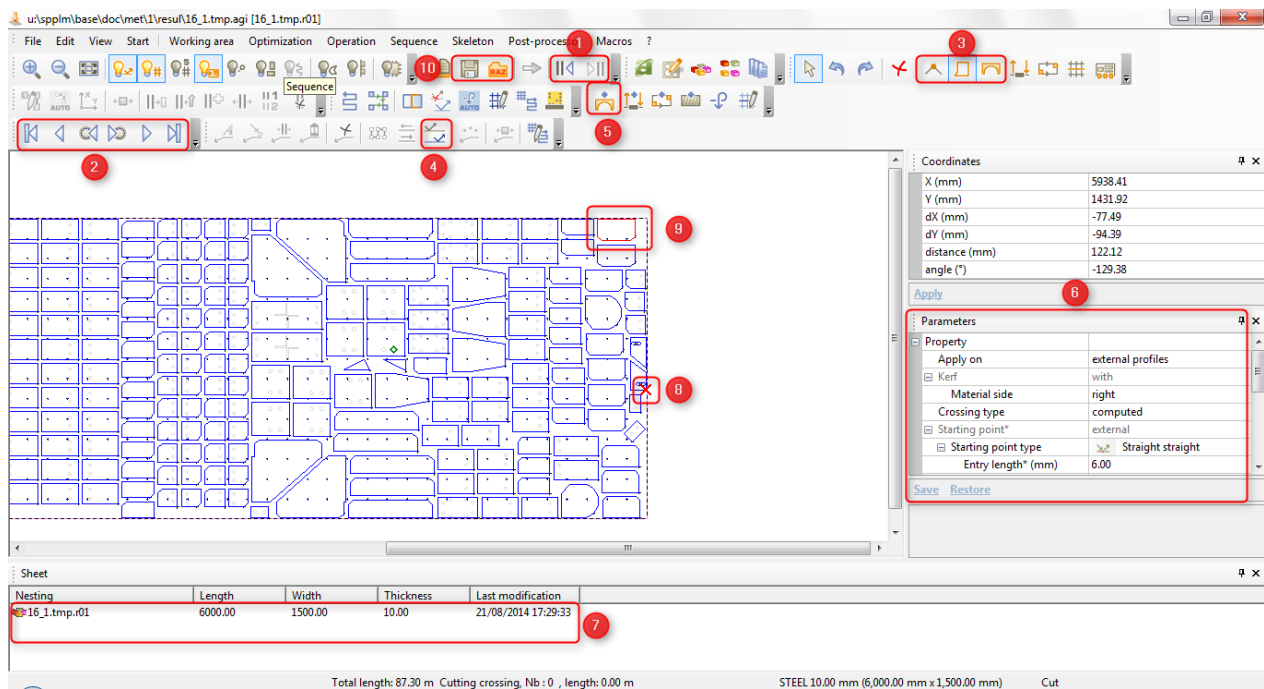 u:\spplm\base\doc\met\1\resul\16_1.tmp.agi [16_1.tmp.r01]
File Edit View Start Working area Optimization Operation Sequence Skeleton Post-processor Macros ?
1
3
10
RAZ
Sequence
AUTO
AUTO
5
2
4
Coordinates
X (mm) 5938.41
Y (mm) 1431.92
dX (mm) -77.49
dY (mm) -94.39
distance (mm) 122.12
angle (°) -129.38
Apply
9
6
Parameters
Property
Apply on external profiles
Kerf with
Material side right
Crossing type computed
Starting point* external
Starting point type Straight straight
Entry length* (mm) 6.00
Save Restore
8
Sheet
Nesting Length Width Thickness Last modification
16_1.tmp.r01 6000.00 1500.00 10.00 21/08/2014 17:29:33
7
Total length: 87.30 m Cutting crossing, Nb : 0 , length: 0.00 m STEEL 10.00 mm (6,000.00 mm x 1,500.00 mm) Cut